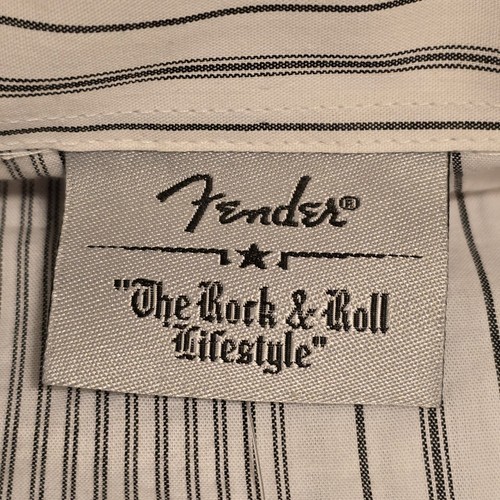 Fender®
"The Rock & Roll
Lifestyle"